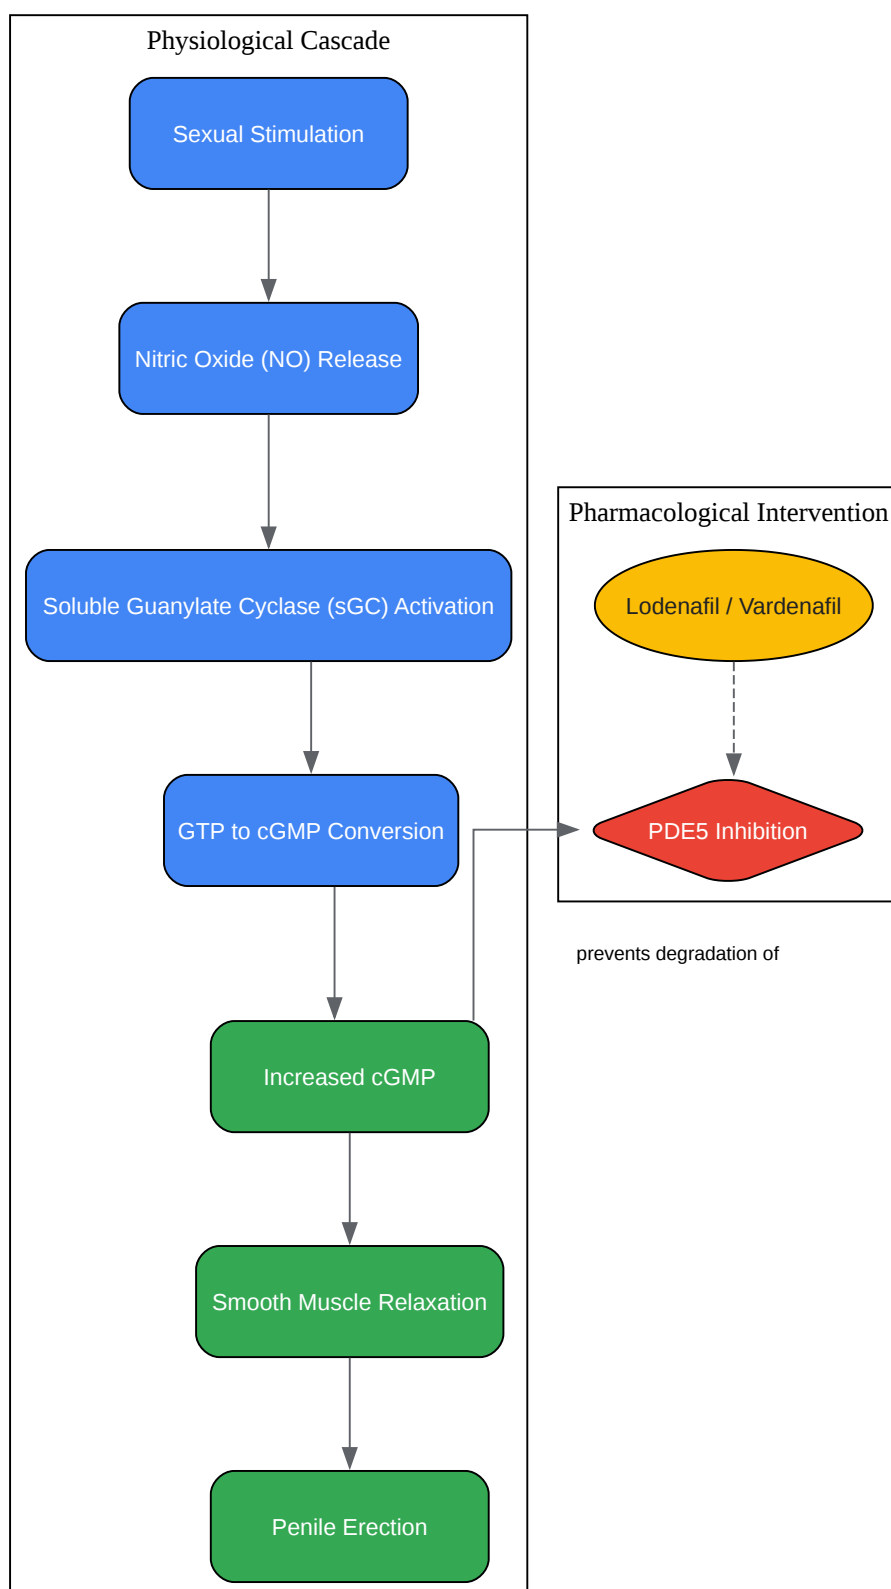 Physiological Cascade
Sexual Stimulation
Nitric Oxide (NO) Release
Soluble Guanylate Cyclase (sGC) Activation
GTP to cGMP Conversion
Increased cGMP
Smooth Muscle Relaxation
Penile Erection
Pharmacological Intervention
Lodenafil / Vardenafil
PDE5 Inhibition
prevents degradation of